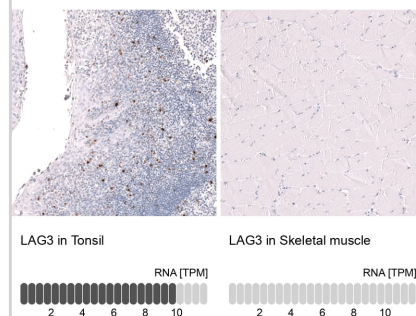 LAG3 in Tonsil
RNA [TPM]
2 4 6 8 10
LAG3 in Skeletal muscle
RNA [TPM]
2 4 6 8 10